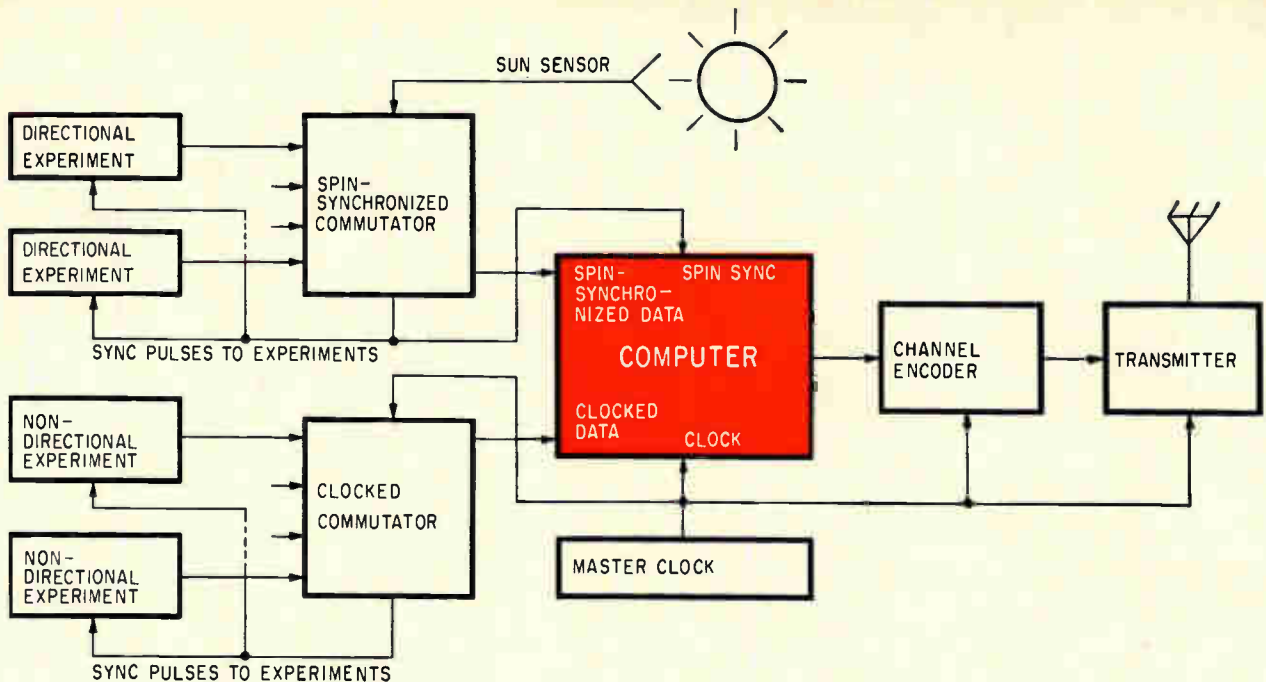 SUN SENSOR
DIRECTIONAL
EXPERIMENT
SPIN-
SYNCHRONIZED
COMMUTATOR
DIRECTIONAL
EXPERIMENT
SYNC PULSES TO EXPERIMENTS
SPIN-
SYNCHRO-
NIZED DATA
SPIN SYNC
COMPUTER
CLOCKED
DATA
CLOCK
CHANNEL
ENCODER
TRANSMITTER
NON-
DIRECTIONAL
EXPERIMENT
CLOCKED
COMMUTATOR
NON-
DIRECTIONAL
EXPERIMENT
MASTER CLOCK
SYNC PULSES TO EXPERIMENTS